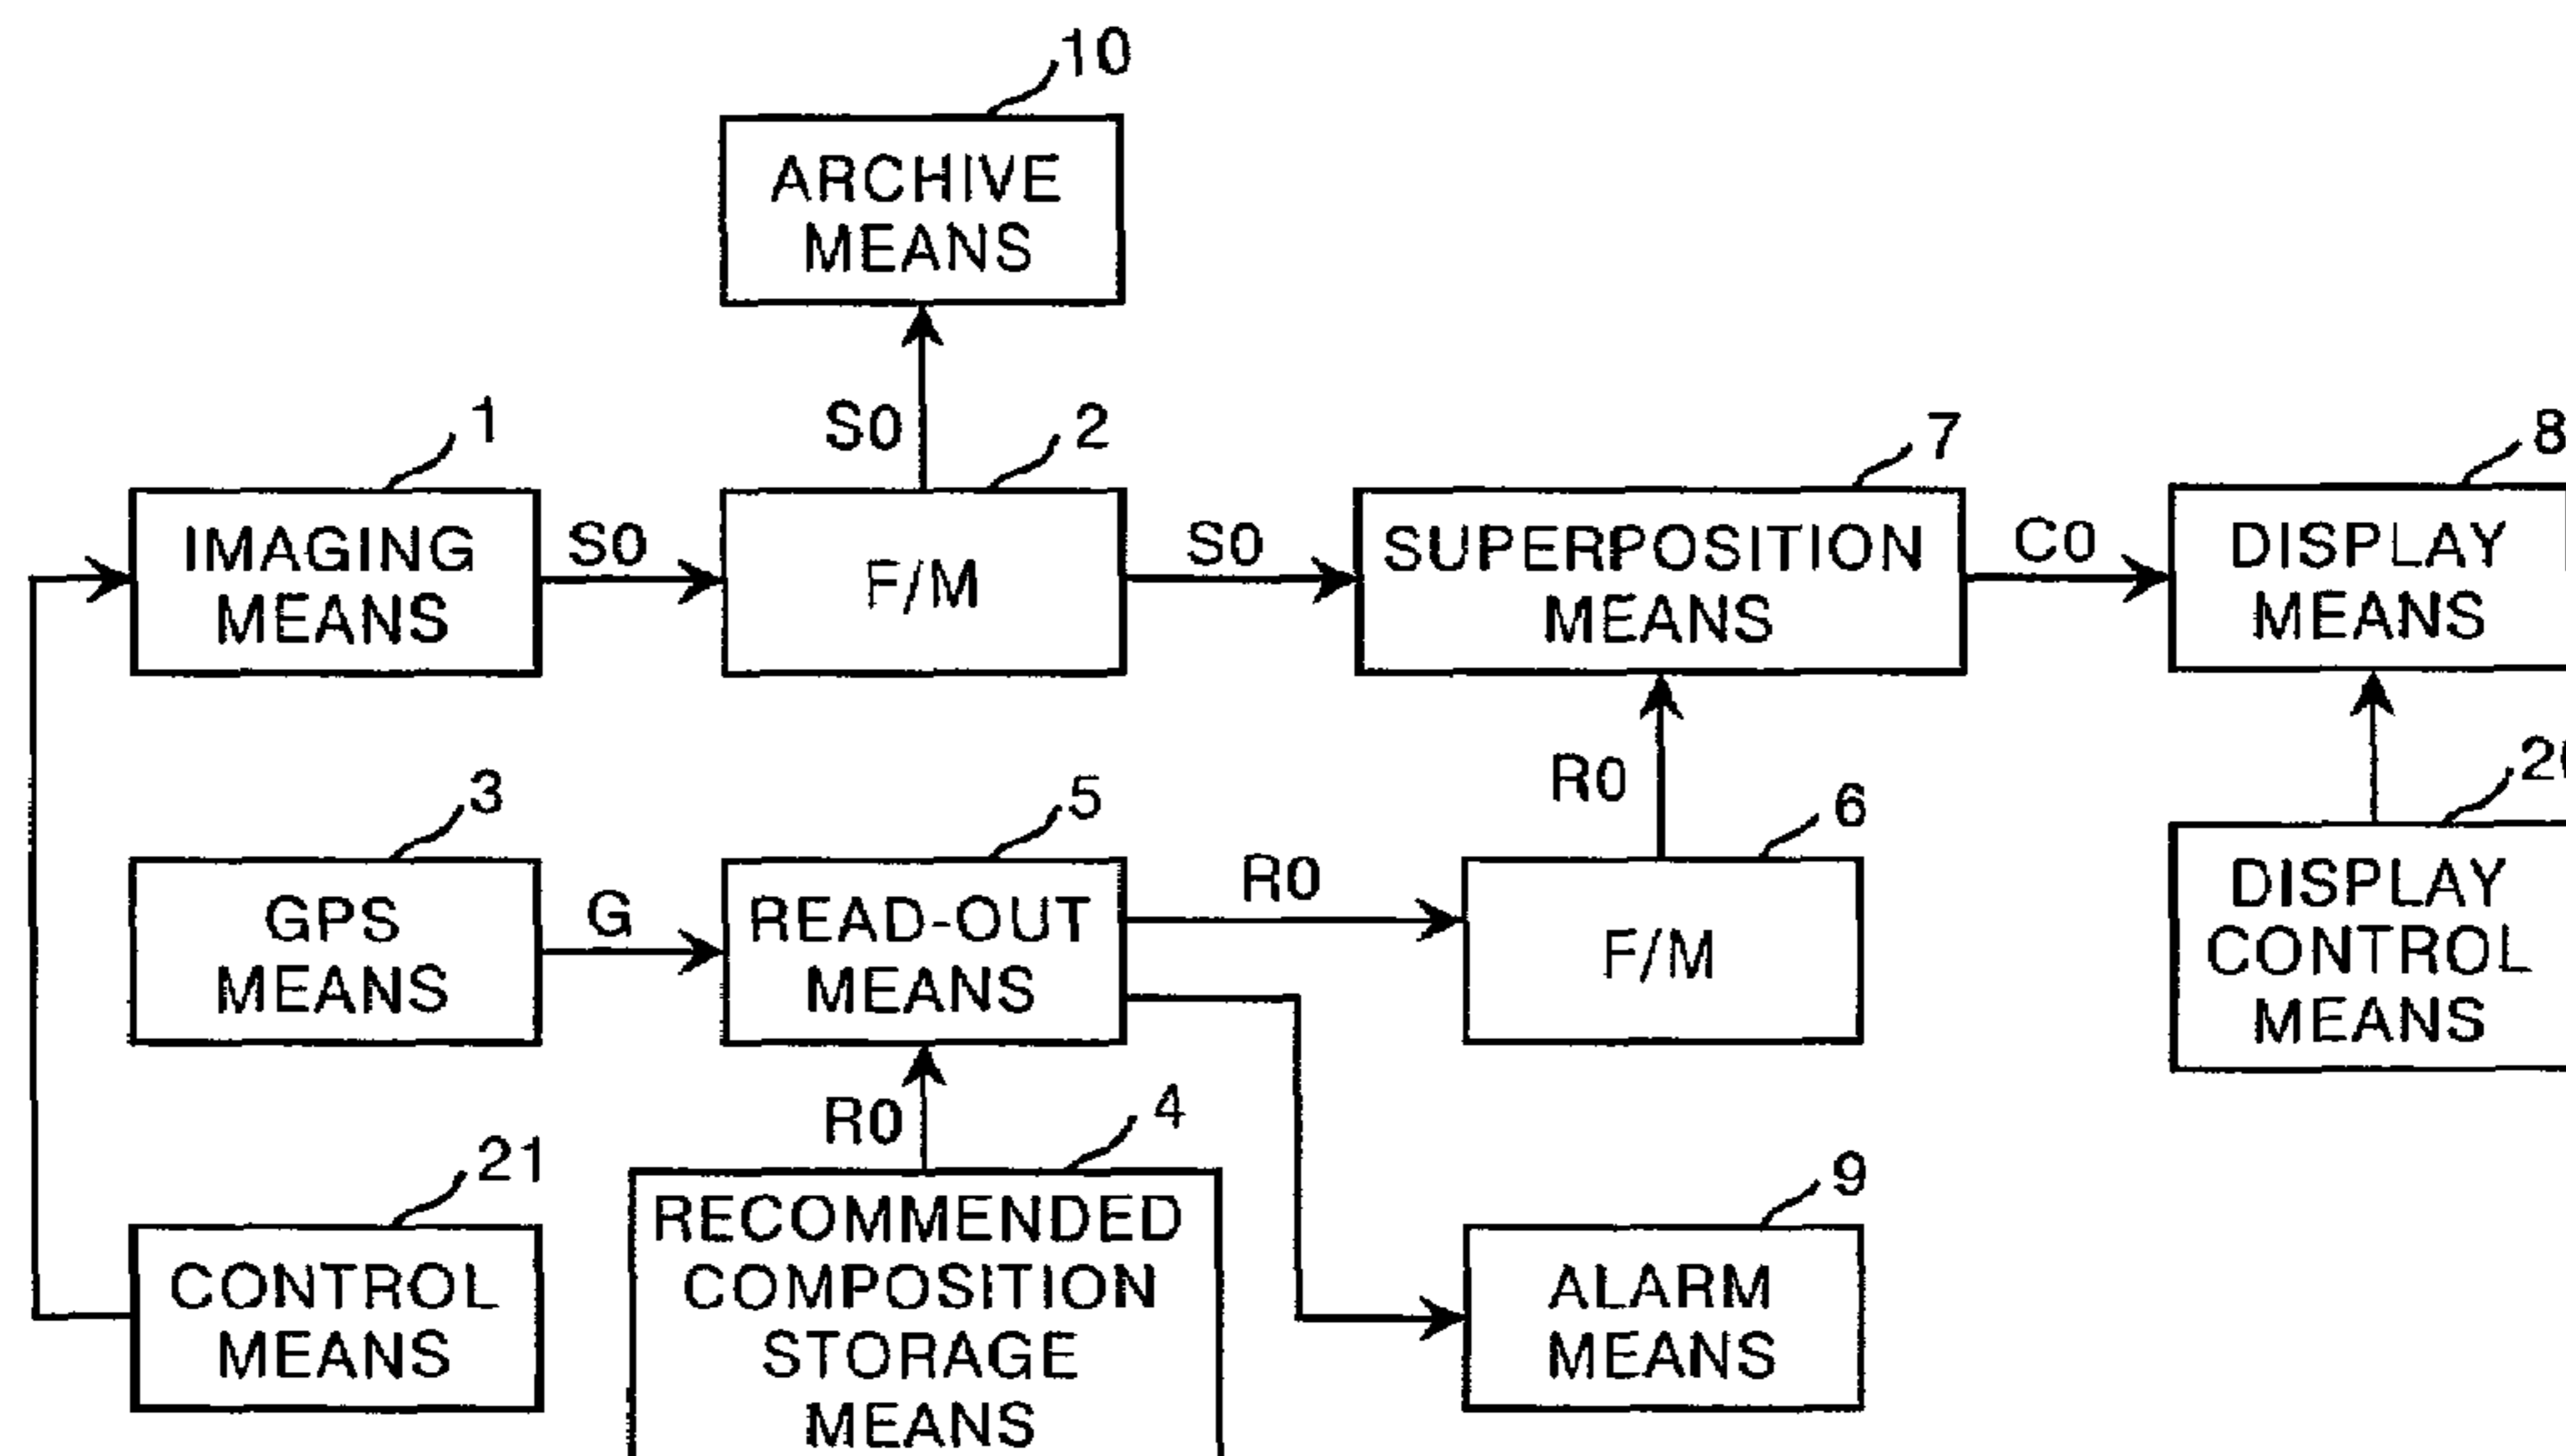 10
ARCHIVE
MEANS
S0
1
2
7
8
IMAGING
MEANS
S0
F/M
S0
SUPERPOSITION
MEANS
C0
DISPLAY
MEANS
3
5
R0
6
GPS
MEANS
G
READ-OUT
MEANS
R0
F/M
DISPLAY
CONTROL
MEANS
R0
4
21
9
CONTROL
MEANS
RECOMMENDED
COMPOSITION
STORAGE
MEANS
ALARM
MEANS